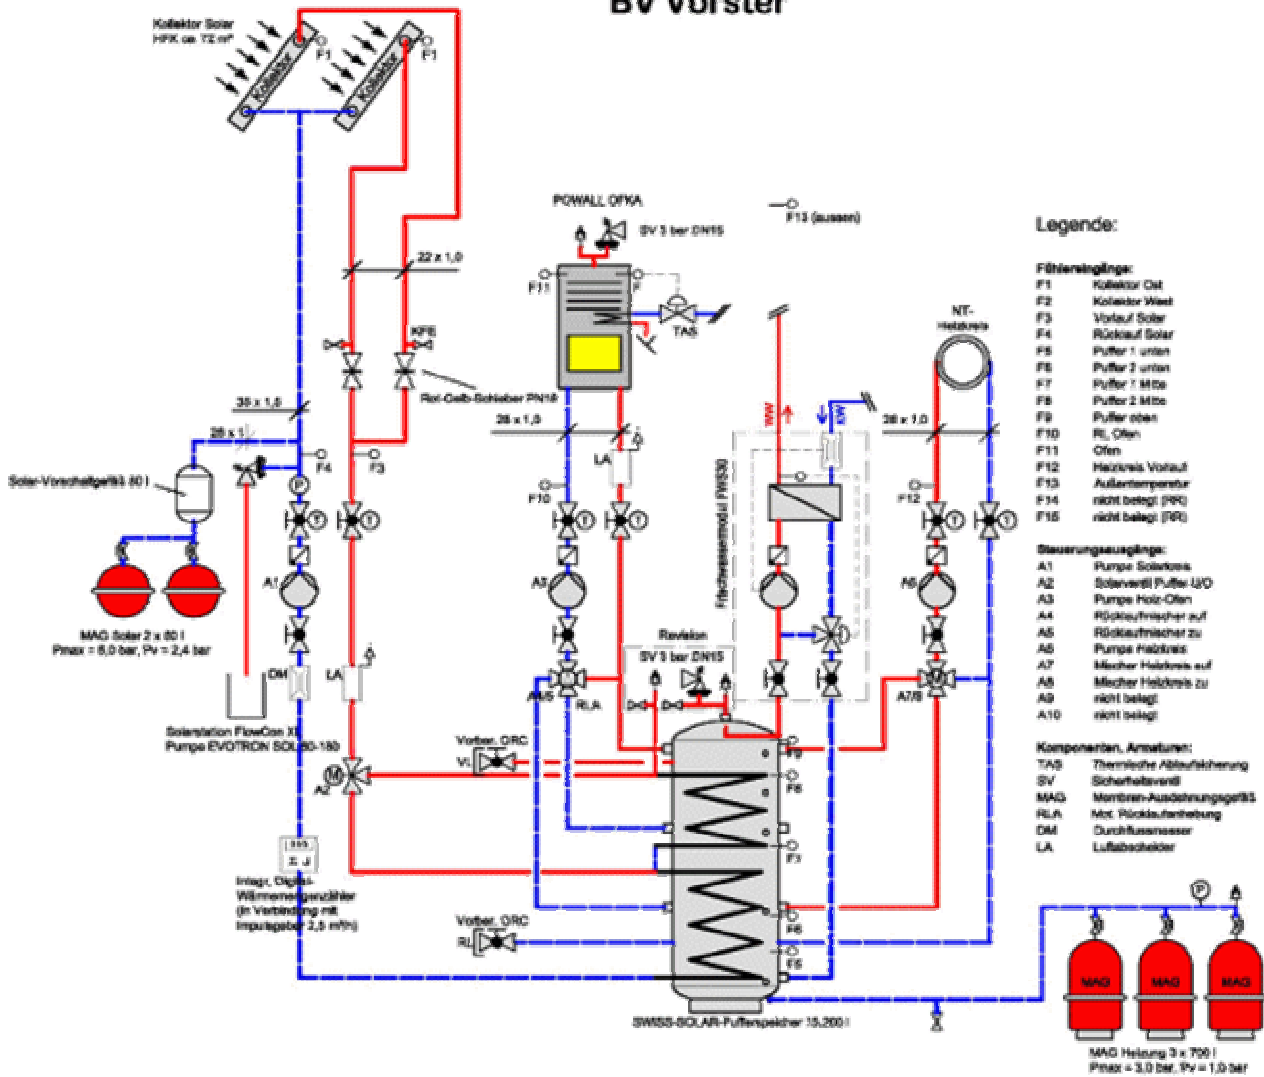 BV Vorster
Kollektor Solar
HFK ca. 72 m²
Kollektor
F1
Kollektor
F1
22 x 1,0
KFE
Rot-Gelb-Schieber PN16
35 x 1,5
28 x 1
F4
F3
P
T
T
Solar-Vorschaltgefäß 80 l
A1
MAG Solar 2 x 80 l
Pmax = 6,0 bar, Pv = 2,4 bar
DM
LA
Solarstation FlowCon XL
Pumpe EVOTRON SOL 80-180
M
A2
Integr. Digital-
Wärmemengenzähler
(in Verbindung mit
Impulsgeber 2,5 m³/h)
POWALL OFKA
SV 3 bar DN15
F11
F
TAS
28 x 1,0
LA
F10
T
T
A3
A4/5
RLA
Revision
SV 3 bar DN15
Vorber. ORC
VL
Vorber. ORC
RL
F13 (aussen)
WW
KW
Frischwassermodul FWS30
NT-
Heizkreis
28 x 1,0
F12
T
T
A6
A7/8
F9
F8
F7
F6
F5
SWISS-SOLAR-Pufferspeicher 15.200 l
Legende:
Fühlereingänge:
F1 Kollektor Ost
F2 Kollektor West
F3 Vorlauf Solar
F4 Rücklauf Solar
F5 Puffer 1 unten
F6 Puffer 2 unten
F7 Puffer 1 Mitte
F8 Puffer 2 Mitte
F9 Puffer oben
F10 RL Ofen
F11 Ofen
F12 Heizkreis Vorlauf
F13 Außentemperatur
F14 nicht belegt (RR)
F15 nicht belegt (RR)
Steuerungsausgänge:
A1 Pumpe Solarkreis
A2 Solarventil Puffer U/O
A3 Pumpe Holz-Ofen
A4 Rücklaufmischer auf
A5 Rücklaufmischer zu
A6 Pumpe Heizkreis
A7 Mischer Heizkreis auf
A8 Mischer Heizkreis zu
A9 nicht belegt
A10 nicht belegt
Komponenten, Armaturen:
TAS Thermische Ablaufsicherung
SV Sicherheitsventil
MAG Membran-Ausdehnungsgefäß
RLA Mot. Rücklaufanhebung
DM Durchflussmesser
LA Luftabscheider
P
MAG
MAG
MAG
MAG Heizung 3 x 700 l
Pmax = 3,0 bar, Pv = 1,0 bar